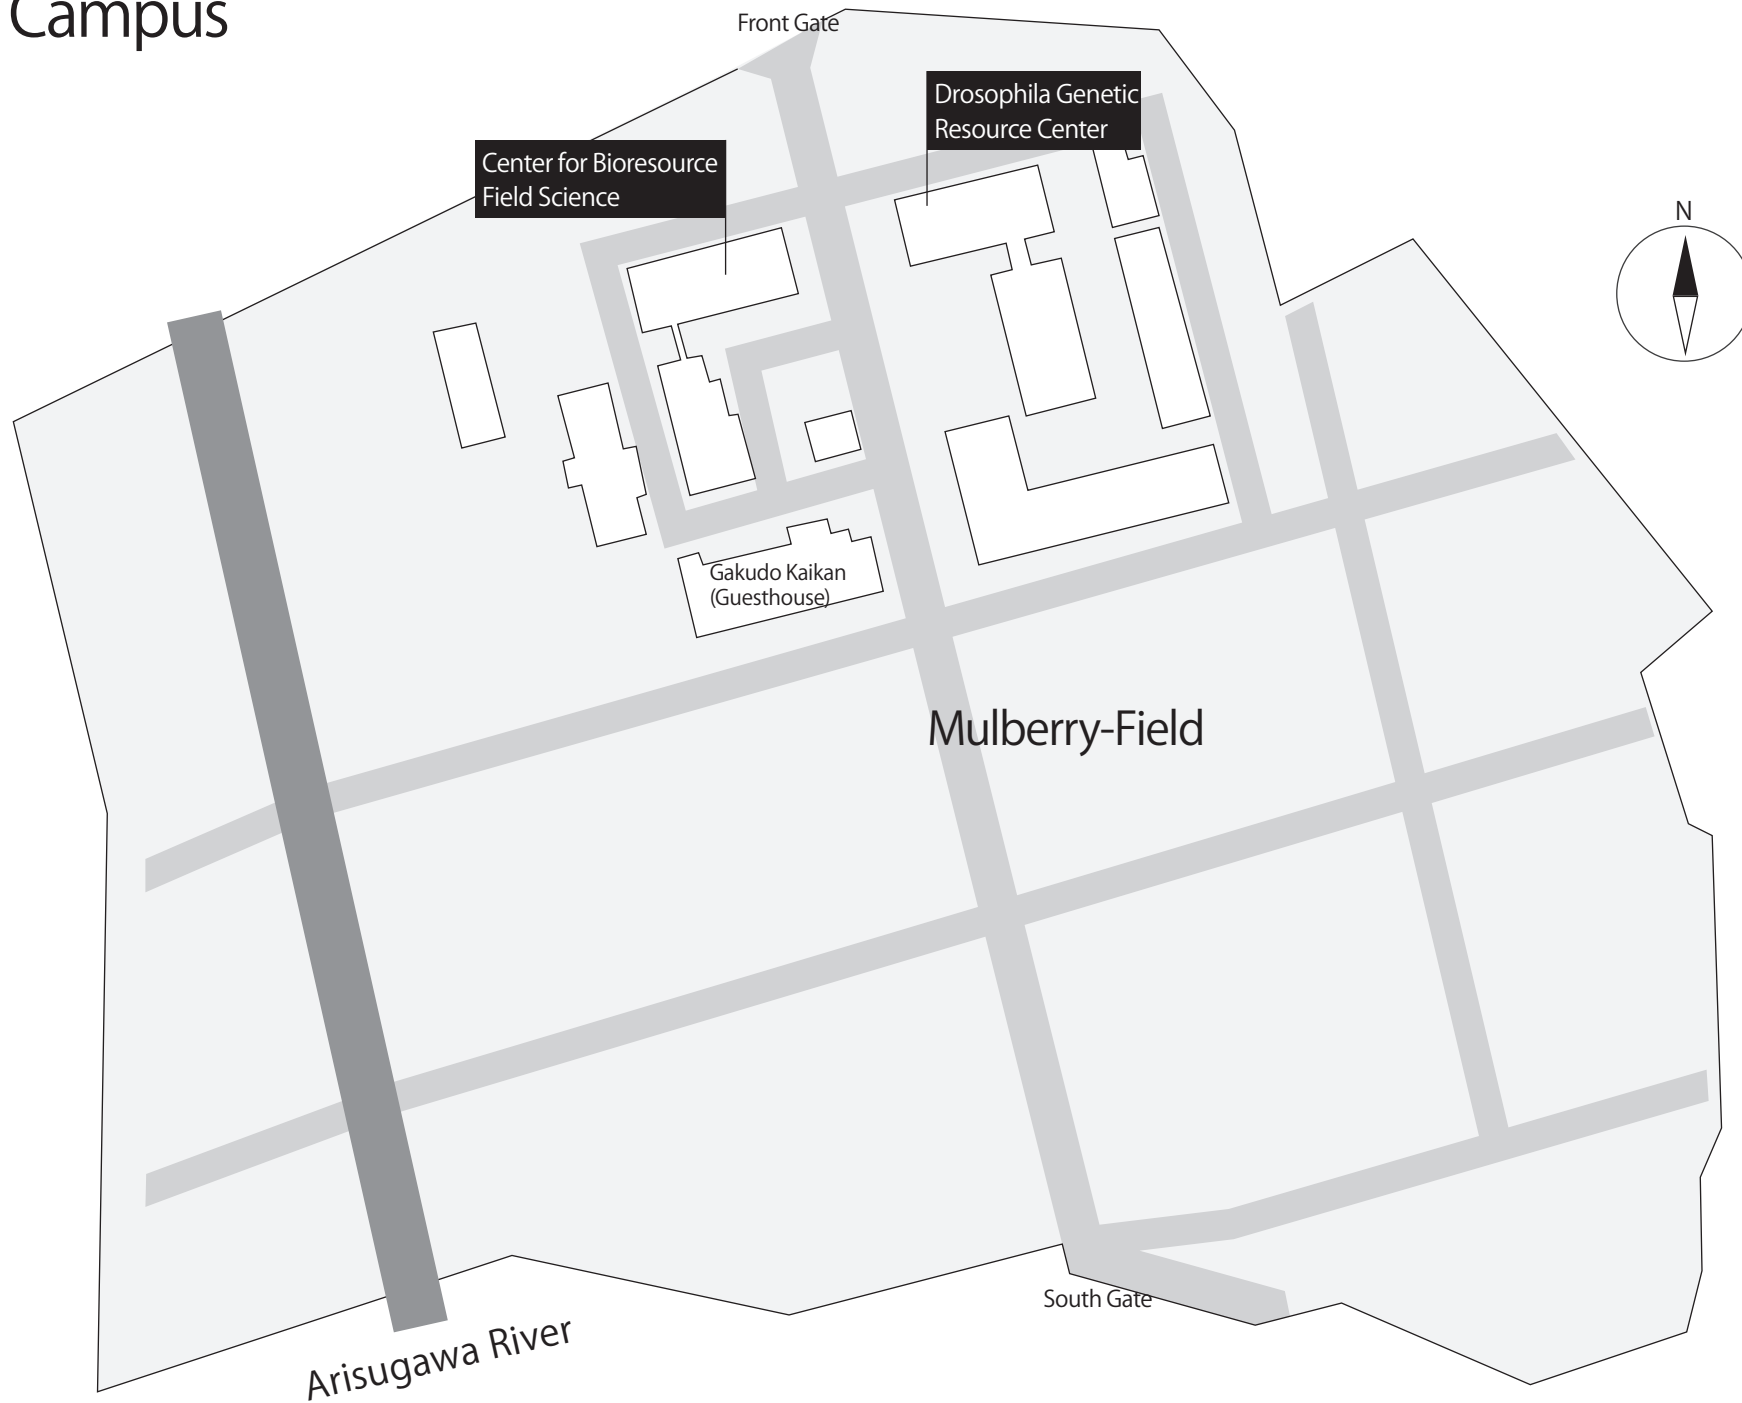 Campus
Front Gate
Drosophila Genetic
Resource Center
Center for Bioresource
Field Science
N
Gakudo Kaikan
(Guesthouse)
Mulberry-Field
South Gate
Arisugawa River